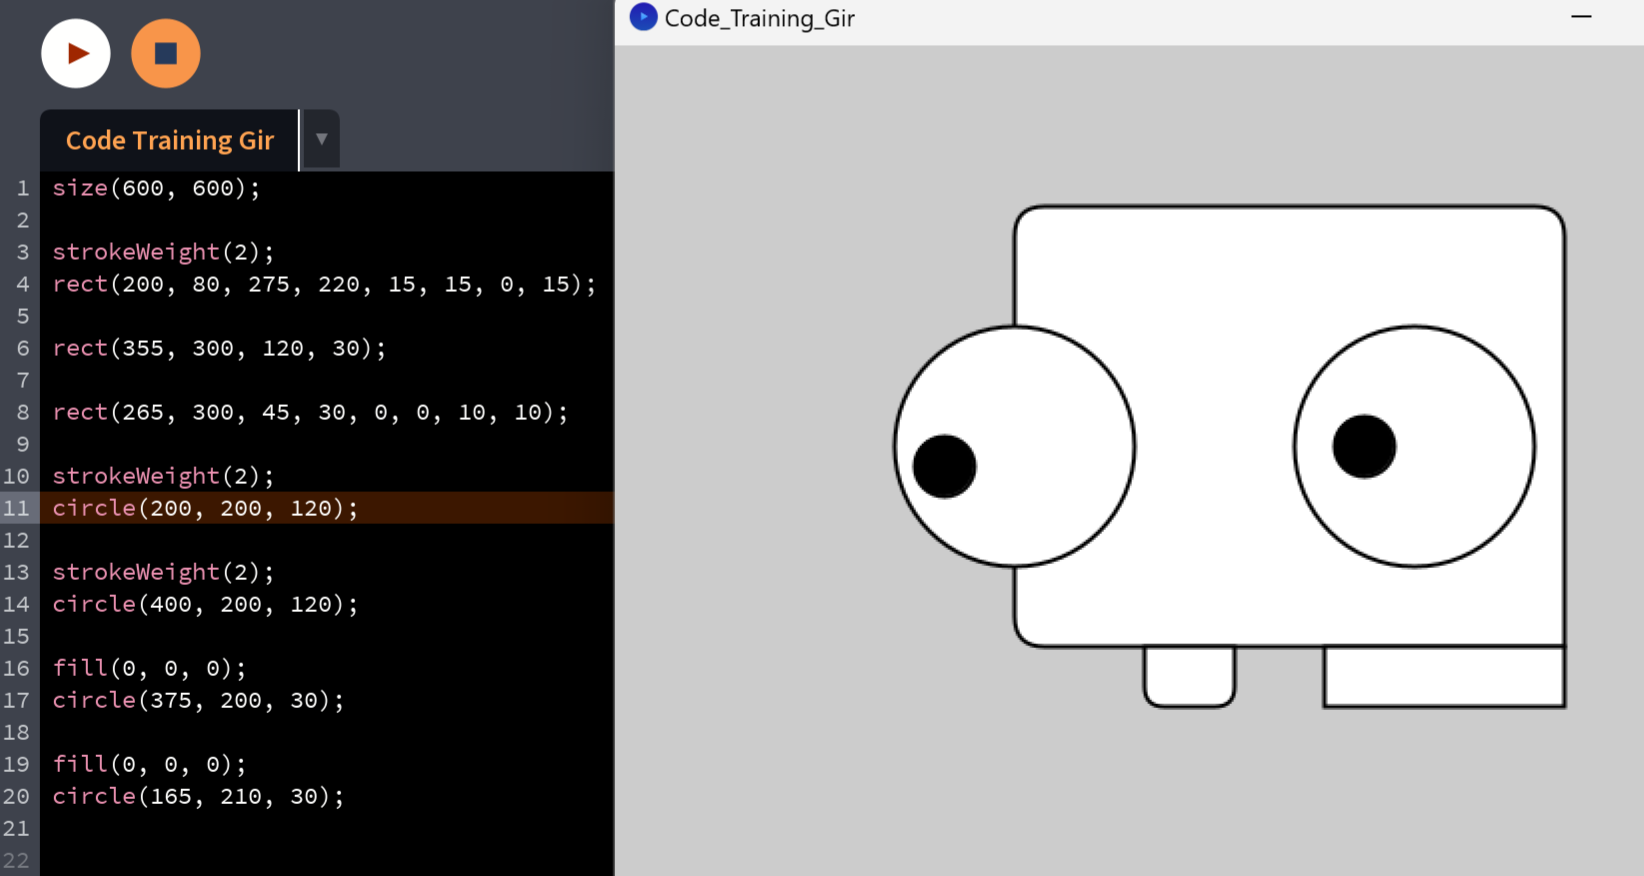 Code_Training_Gir
Code Training Gir
1 size(600, 600);
2
3 strokeWeight(2);
4 rect(200, 80, 275, 220, 15, 15, 0, 15);
5
6 rect(355, 300, 120, 30);
7
8 rect(265, 300, 45, 30, 0, 0, 10, 10);
9
10 strokeWeight(2);
11 circle(200, 200, 120);
12
13 strokeWeight(2);
14 circle(400, 200, 120);
15
16 fill(0, 0, 0);
17 circle(375, 200, 30);
18
19 fill(0, 0, 0);
20 circle(165, 210, 30);
21
22